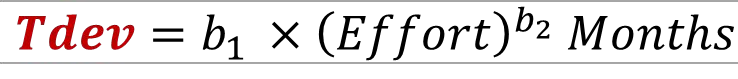 Tdev = b₁ × (Effort)^b₂ Months